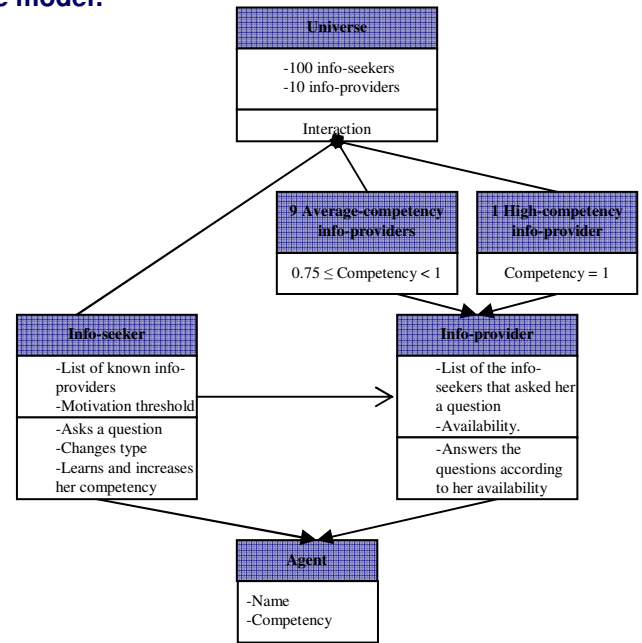 e model.
Universe
-100 info-seekers
-10 info-providers
Interaction
9 Average-competency
info-providers
0.75 ≤ Competency < 1
1 High-competency
info-provider
Competency = 1
Info-seeker
-List of known info-
providers
-Motivation threshold
-Asks a question
-Changes type
-Learns and increases
her competency
Info-provider
-List of the info-
seekers that asked her
a question
-Availability.
-Answers the
questions according
to her availability
Agent
-Name
-Competency